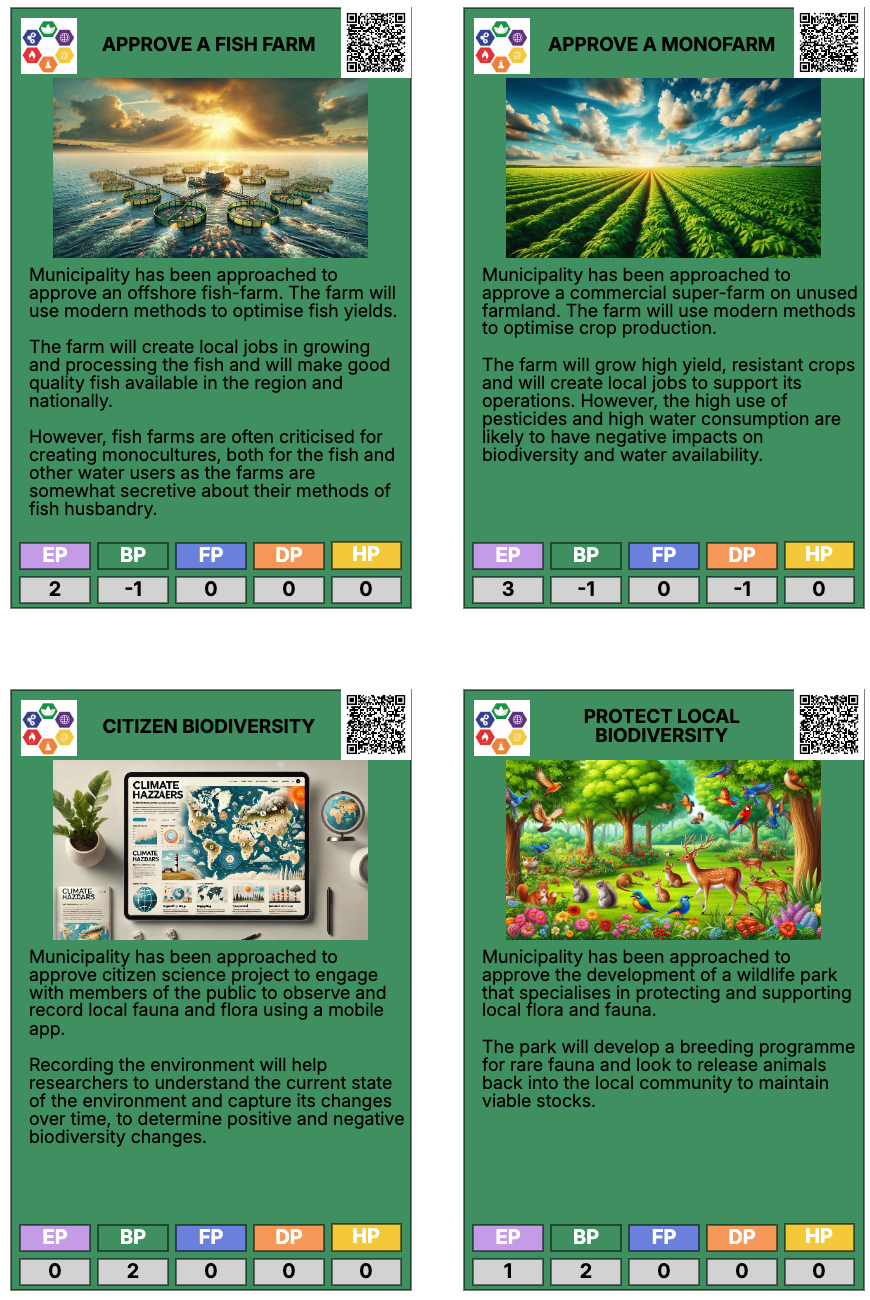 APPROVE A FISH FARM
Municipality has been approached to
approve an offshore fish-farm. The farm will
use modern methods to optimise fish yields.
The farm will create local jobs in growing
and processing the fish and will make good
quality fish available in the region and
nationally.
However, fish farms are often criticised for
creating monocultures, both for the fish and
other water users as the farms are
somewhat secretive about their methods of
fish husbandry.
EP BP FP DP HP
2 -1 0 0 0
APPROVE A MONOFARM
Municipality has been approached to
approve a commercial super-farm on unused
farmland. The farm will use modern methods
to optimise crop production.
The farm will grow high yield, resistant crops
and will create local jobs to support its
operations. However, the high use of
pesticides and high water consumption are
likely to have negative impacts on
biodiversity and water availability.
EP BP FP DP HP
3 -1 0 -1 0
CITIZEN BIODIVERSITY
CLIMATE
HAZZAERS
CLIMATE
HAZDARS
CLIMATE
HAZDARS
Municipality has been approached to
approve citizen science project to engage
with members of the public to observe and
record local fauna and flora using a mobile
app.
Recording the environment will help
researchers to understand the current state
of the environment and capture its changes
over time, to determine positive and negative
biodiversity changes.
EP BP FP DP HP
0 2 0 0 0
PROTECT LOCAL
BIODIVERSITY
Municipality has been approached to
approve the development of a wildlife park
that specialises in protecting and supporting
local flora and fauna.
The park will develop a breeding programme
for rare fauna and look to release animals
back into the local community to maintain
viable stocks.
EP BP FP DP HP
1 2 0 0 0